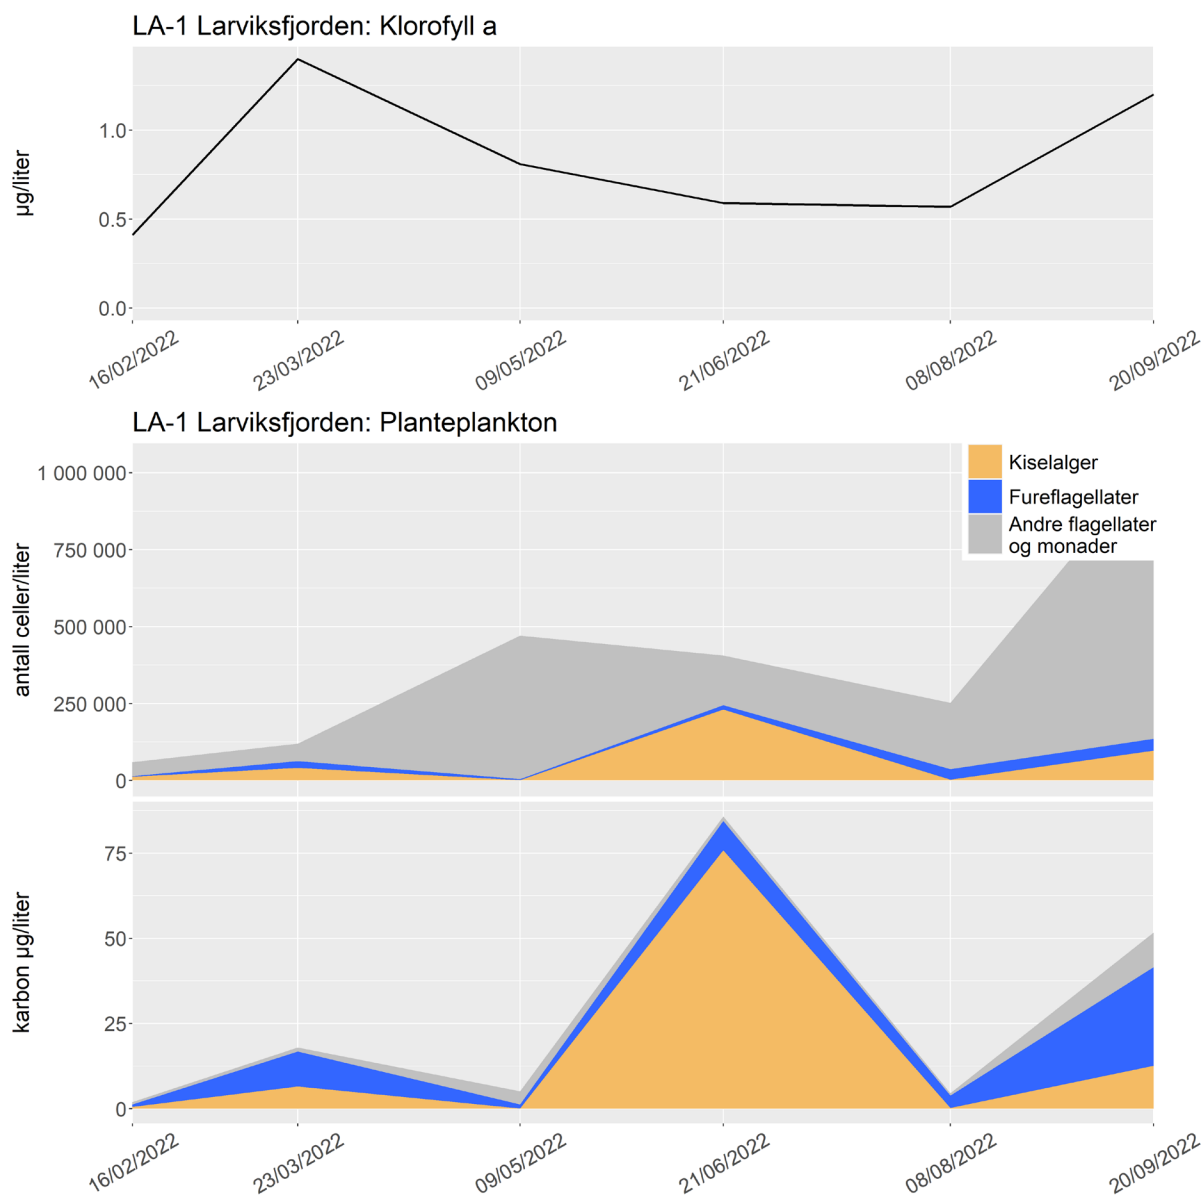 LA-1 Larviksfjorden: Klorofyll a
µg/liter
1.0
0.5
0.0
16/02/2022
23/03/2022
09/05/2022
21/06/2022
08/08/2022
20/09/2022
LA-1 Larviksfjorden: Planteplankton
antall celler/liter
1 000 000
750 000
500 000
250 000
0
Kiselalger
Fureflagellater
Andre flagellater
og monader
karbon µg/liter
75
50
25
0
16/02/2022
23/03/2022
09/05/2022
21/06/2022
08/08/2022
20/09/2022